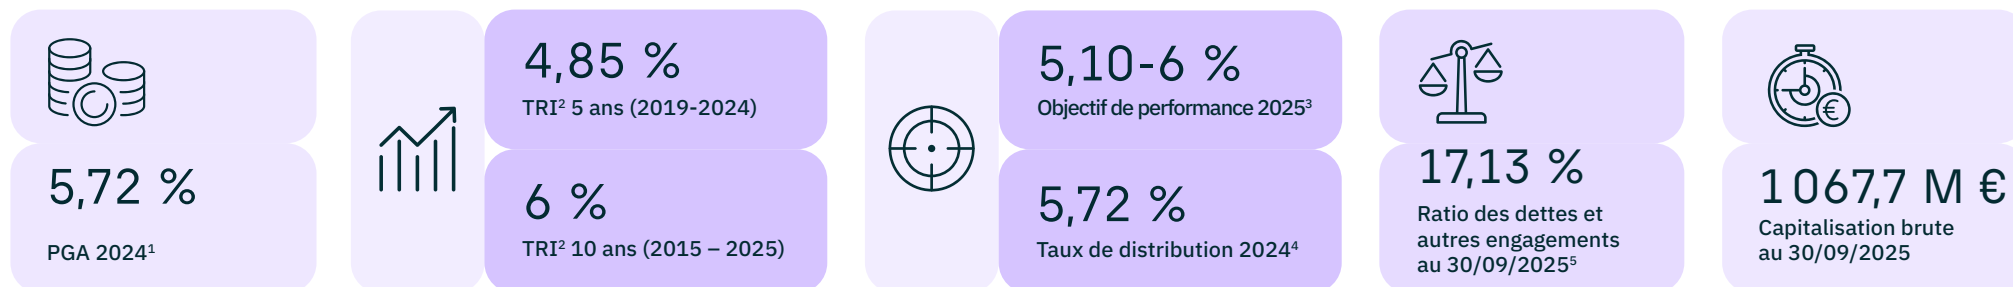 5,72 %
PGA 2024¹
4,85 %
TRI² 5 ans (2019-2024)
6 %
TRI² 10 ans (2015 – 2025)
5,10-6 %
Objectif de performance 2025³
5,72 %
Taux de distribution 2024⁴
17,13 %
Ratio des dettes et
autres engagements
au 30/09/2025⁵
€
1 067,7 M €
Capitalisation brute
au 30/09/2025